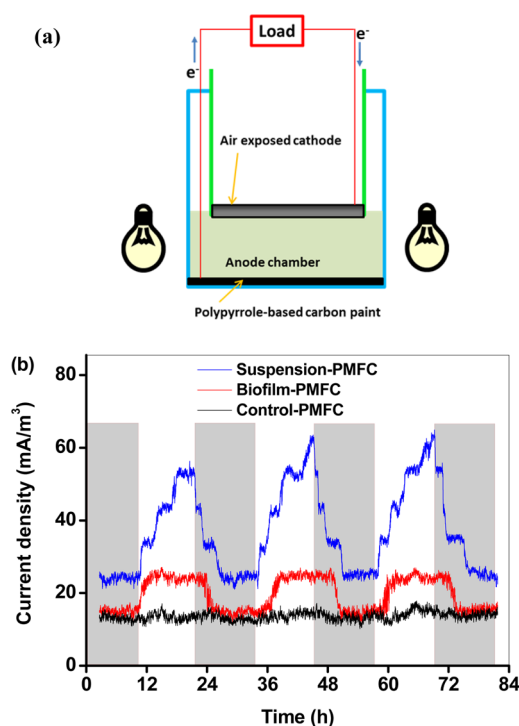 (a)
Load
e-
e-
Air exposed cathode
Anode chamber
Polypyrrole-based carbon paint
(b)
Suspension-PMFC
Biofilm-PMFC
Control-PMFC
Current density (mA/m³)
80
60
40
20
0
0 12 24 36 48 60 72 84
Time (h)